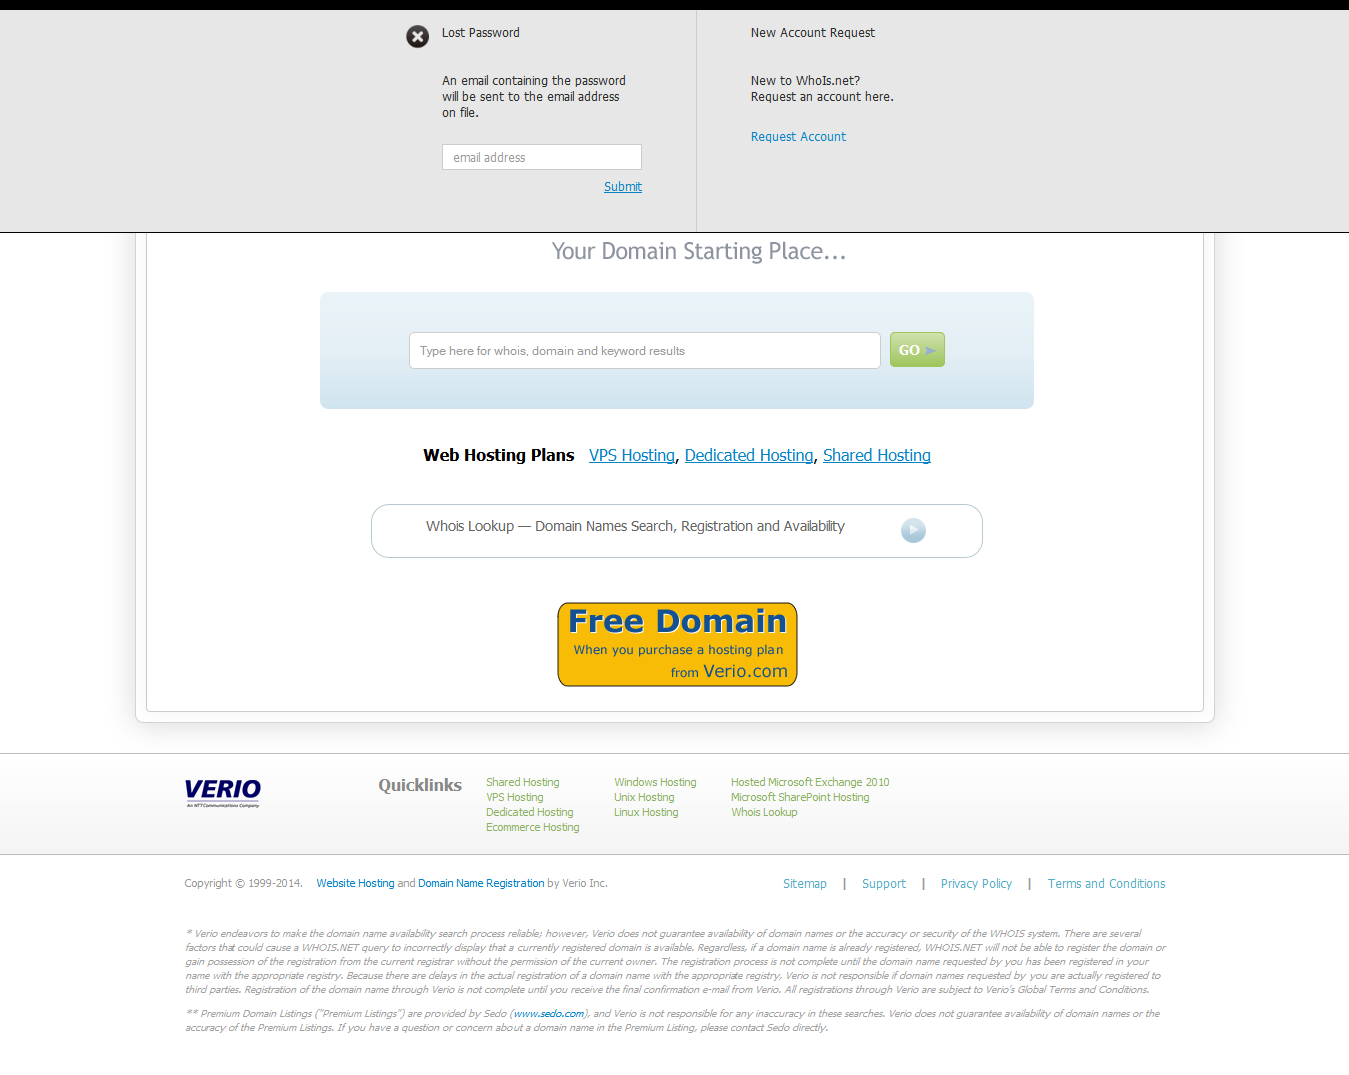 Lost Password
An email containing the password
will be sent to the email address
on file.
email address
Submit
New Account Request
New to WhoIs.net?
Request an account here.
Request Account
Your Domain Starting Place...
Type here for whois, domain and keyword results
GO
Web Hosting Plans VPS Hosting, Dedicated Hosting, Shared Hosting
Whois Lookup — Domain Names Search, Registration and Availability
Free Domain
When you purchase a hosting plan
from Verio.com
VERIO
An NTT Communications Company
Quicklinks
Shared Hosting
VPS Hosting
Dedicated Hosting
Ecommerce Hosting
Windows Hosting
Unix Hosting
Linux Hosting
Hosted Microsoft Exchange 2010
Microsoft SharePoint Hosting
Whois Lookup
Copyright © 1999-2014. Website Hosting and Domain Name Registration by Verio Inc.
Sitemap | Support | Privacy Policy | Terms and Conditions
* Verio endeavors to make the domain name availability search process reliable; however, Verio does not guarantee availability of domain names or the accuracy or security of the WHOIS system. There are several
factors that could cause a WHOIS.NET query to incorrectly display that a currently registered domain is available. Regardless, if a domain name is already registered, WHOIS.NET will not be able to register the domain or
gain possession of the registration from the current registrar without the permission of the current owner. The registration process is not complete until the domain name requested by you has been registered in your
name with the appropriate registry. Because there are delays in the actual registration of a domain name with the appropriate registry, Verio is not responsible if domain names requested by you are actually registered to
third parties. Registration of the domain name through Verio is not complete until you receive the final confirmation e-mail from Verio. All registrations through Verio are subject to Verio's Global Terms and Conditions.
** Premium Domain Listings ("Premium Listings") are provided by Sedo (www.sedo.com), and Verio is not responsible for any inaccuracy in these searches. Verio does not guarantee availability of domain names or the
accuracy of the Premium Listings. If you have a question or concern about a domain name in the Premium Listing, please contact Sedo directly.